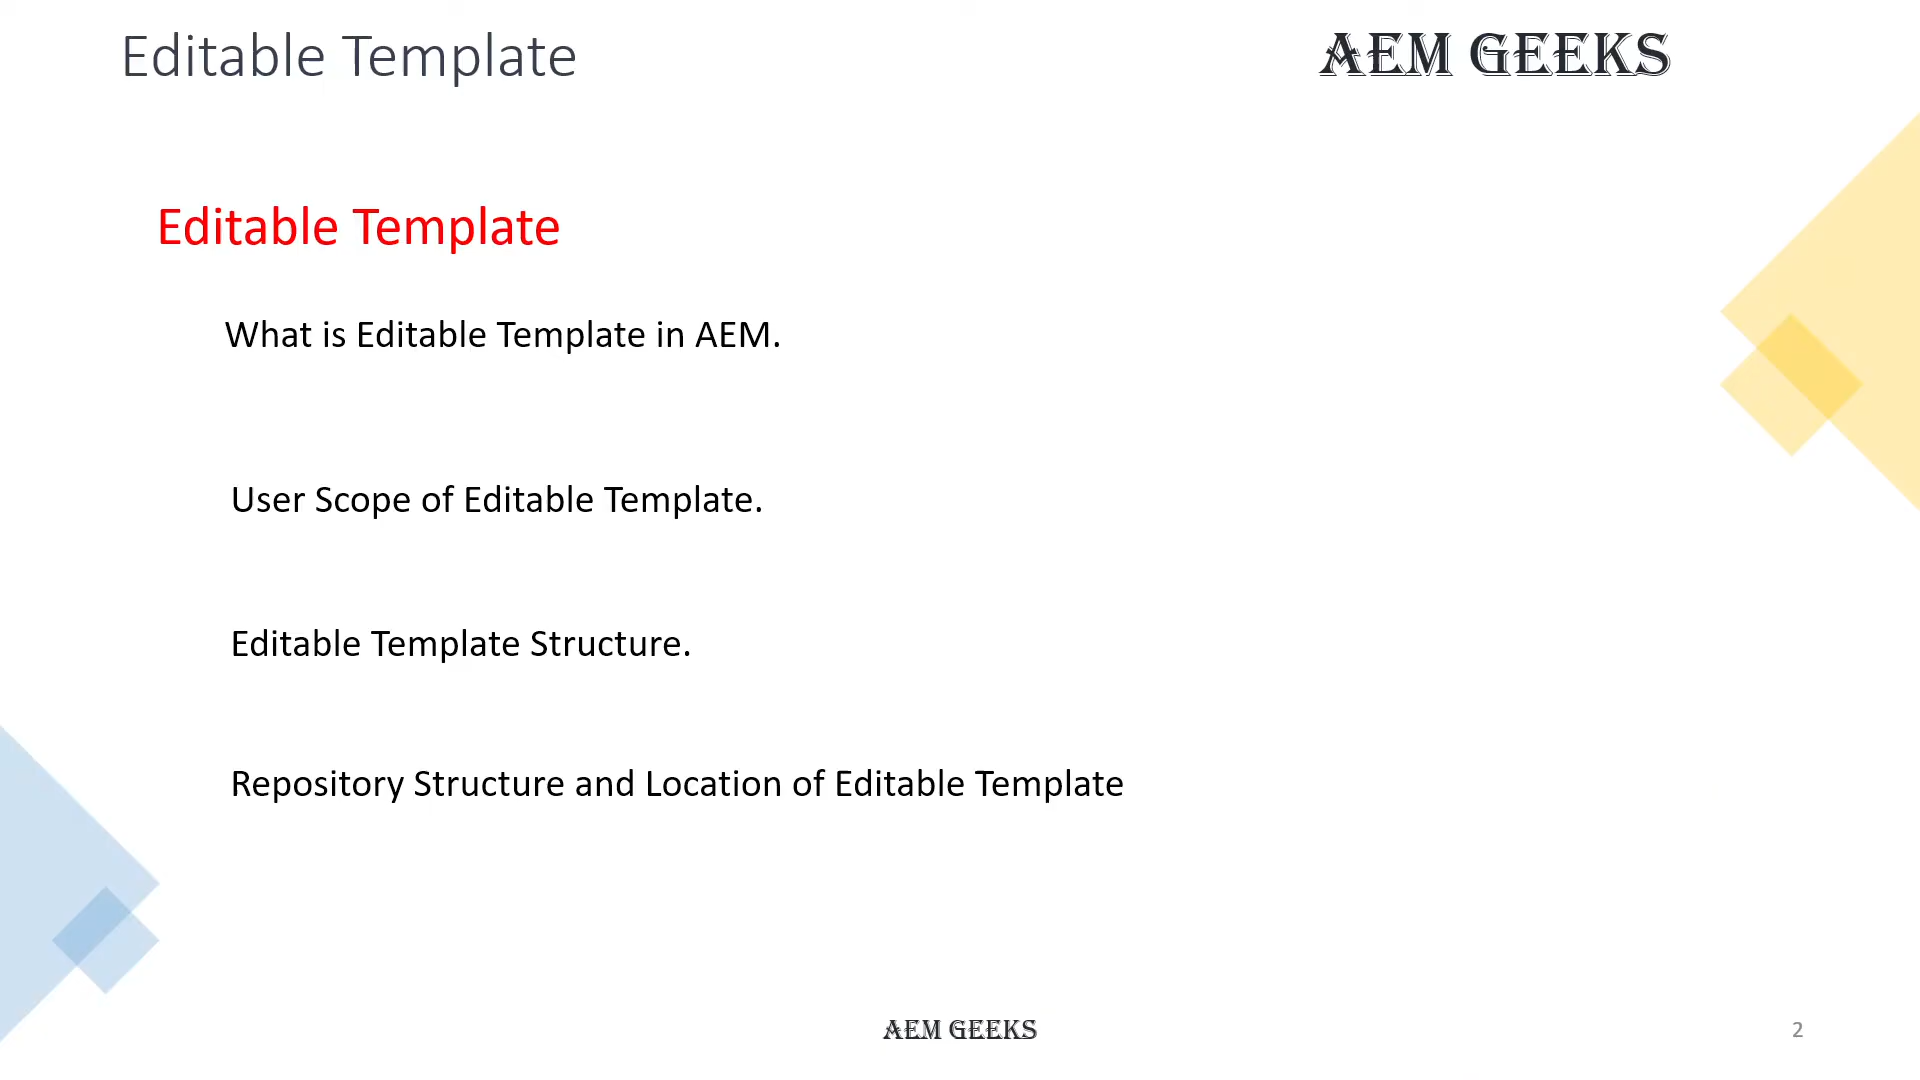 Editable Template
AEM GEEKS
Editable Template
What is Editable Template in AEM.
User Scope of Editable Template.
Editable Template Structure.
Repository Structure and Location of Editable Template
AEM GEEKS
2